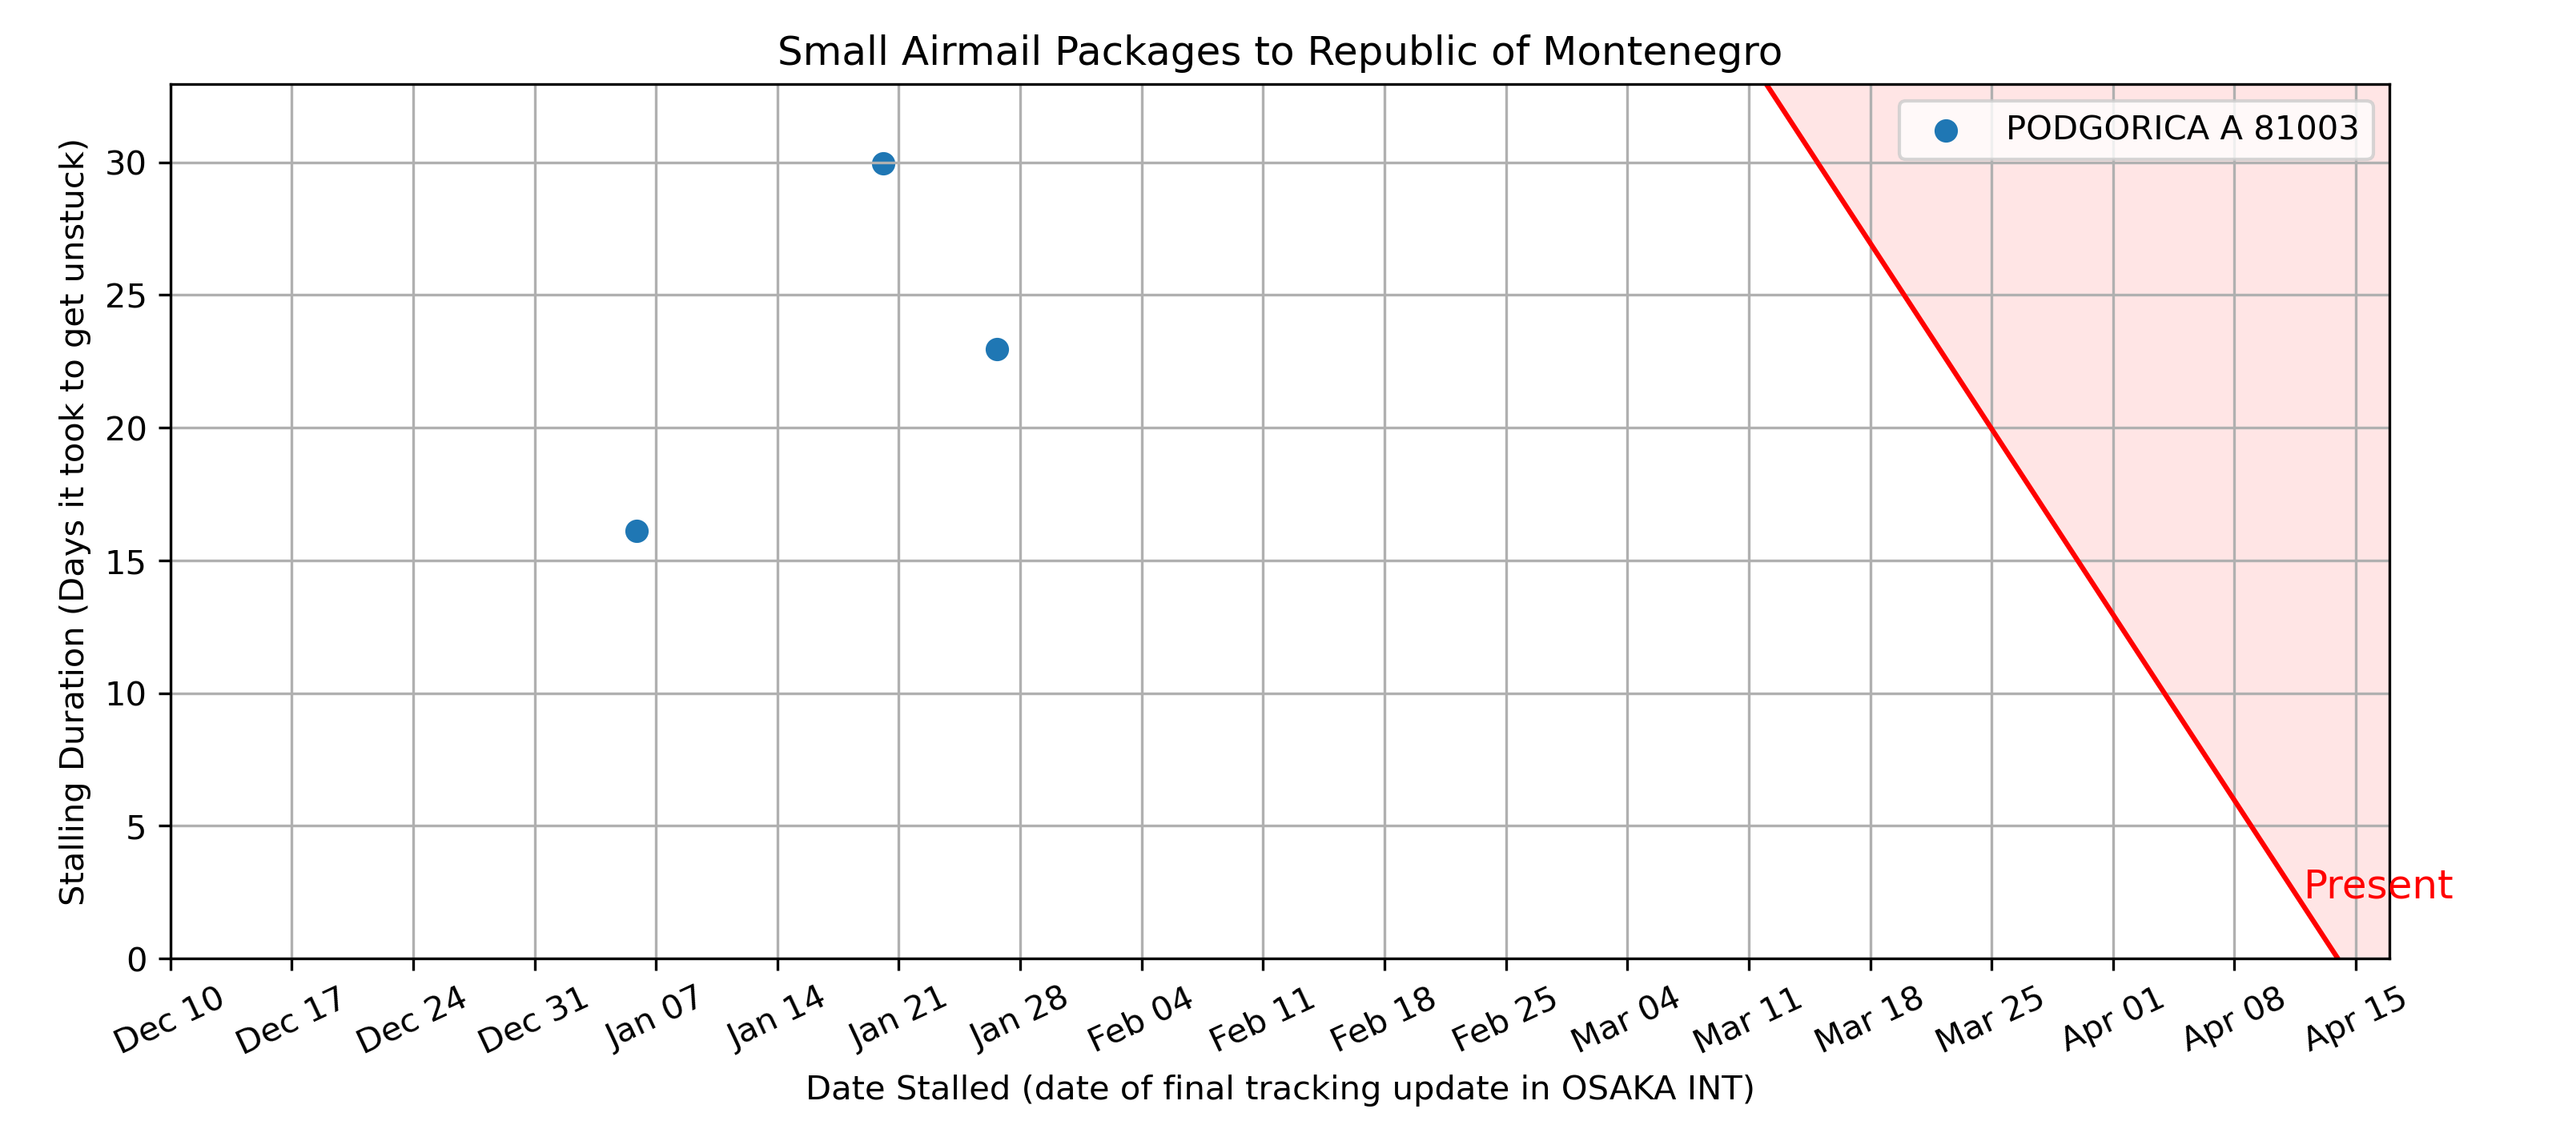 Small Airmail Packages to Republic of Montenegro
PODGORICA A 81003
Stalling Duration (Days it took to get unstuck)
30
25
20
15
10
5
0
Present
Dec 10
Dec 17
Dec 24
Dec 31
Jan 07
Jan 14
Jan 21
Jan 28
Feb 04
Feb 11
Feb 18
Feb 25
Mar 04
Mar 11
Mar 18
Mar 25
Apr 01
Apr 08
Apr 15
Date Stalled (date of final tracking update in OSAKA INT)